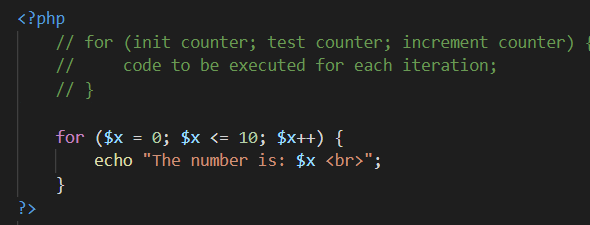 <?php
// for (init counter; test counter; increment counter) {
// code to be executed for each iteration;
// }
for ($x = 0; $x <= 10; $x++) {
echo "The number is: $x <br>";
}
?>